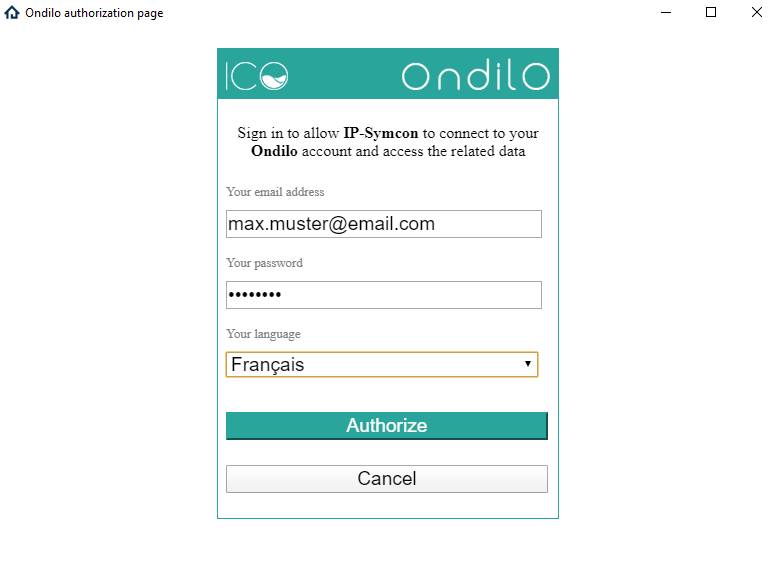 Ondilo authorization page
ICO OndilO
Sign in to allow IP-Symcon to connect to your
Ondilo account and access the related data
Your email address
max.muster@email.com
Your password
••••••••
Your language
Français
Authorize
Cancel